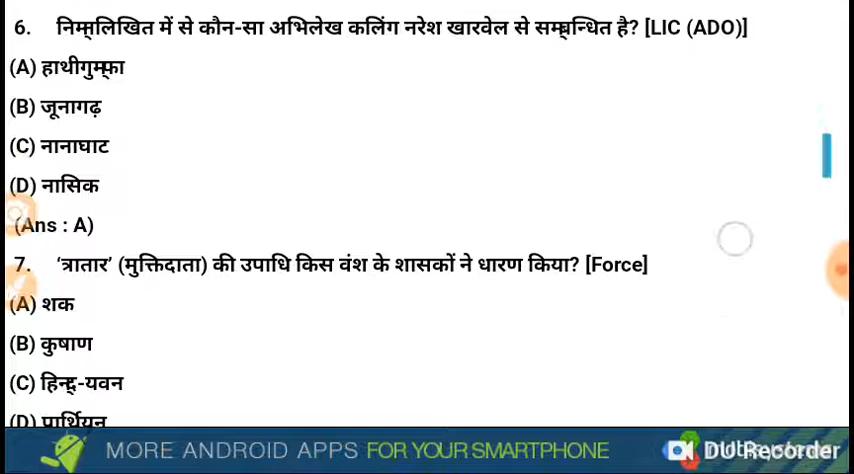 6. निम्नलिखित में से कौन-सा अभिलेख कलिंग नरेश खारवेल से सम्बन्धित है? [LIC (ADO)]
(A) हाथीगुम्फा
(B) जूनागढ़
(C) नानाघाट
(D) नासिक
(Ans : A)
7. ‘त्रातार’ (मुक्तिदाता) की उपाधि किस वंश के शासकों ने धारण किया? [Force]
(A) शक
(B) कुषाण
(C) हिन्द-यवन
(D) पार्थियन
MORE ANDROID APPS FOR YOUR SMARTPHONE
DU Recorder